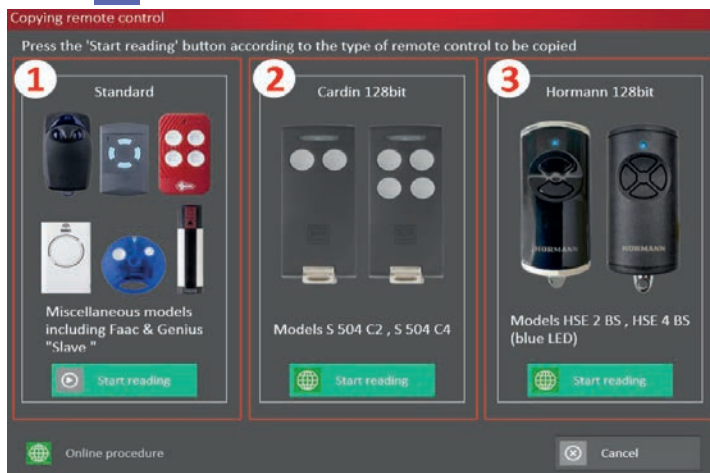 Copying remote control
Press the 'Start reading' button according to the type of remote control to be copied
1
Standard
Miscellaneous models
including Faac & Genius
"Slave "
Start reading
2
Cardin 128bit
Models S 504 C2 , S 504 C4
Start reading
3
Hormann 128bit
HORMANN
HORMANN
Models HSE 2 BS , HSE 4 BS
(blue LED)
Start reading
Online procedure
Cancel